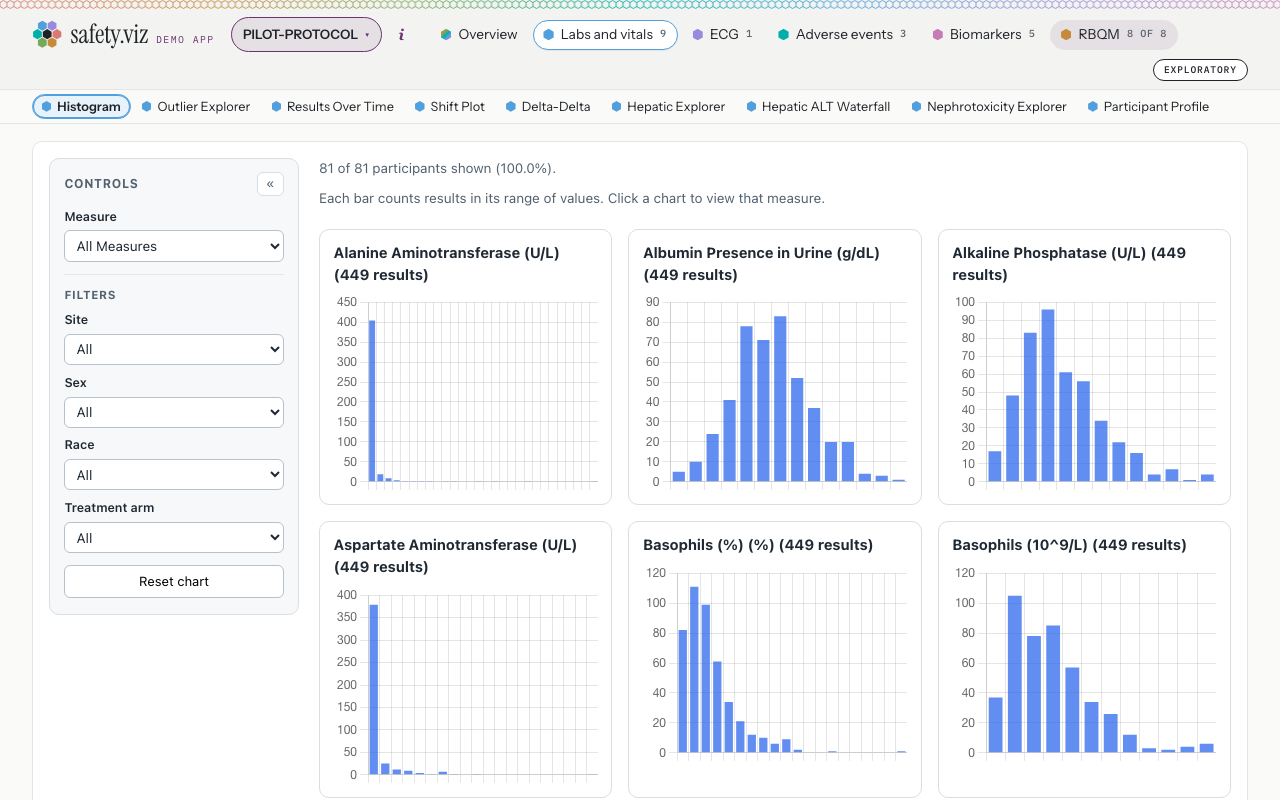 safety.viz DEMO APP PILOT-PROTOCOL ▾ i Overview Labs and vitals 9 ECG 1 Adverse events 3 Biomarkers 5 RBQM 8 OF 8
EXPLORATORY
Histogram Outlier Explorer Results Over Time Shift Plot Delta-Delta Hepatic Explorer Hepatic ALT Waterfall Nephrotoxicity Explorer Participant Profile
CONTROLS «
Measure
All Measures
FILTERS
Site
All
Sex
All
Race
All
Treatment arm
All
Reset chart
81 of 81 participants shown (100.0%).
Each bar counts results in its range of values. Click a chart to view that measure.
Alanine Aminotransferase (U/L)
(449 results)
450
400
350
300
250
200
150
100
50
0
Albumin Presence in Urine (g/dL)
(449 results)
90
80
70
60
50
40
30
20
10
0
Alkaline Phosphatase (U/L) (449
results)
100
90
80
70
60
50
40
30
20
10
0
Aspartate Aminotransferase (U/L)
(449 results)
400
350
300
250
200
150
100
50
0
Basophils (%) (%) (449 results)
120
100
80
60
40
20
0
Basophils (10^9/L) (449 results)
120
100
80
60
40
20
0